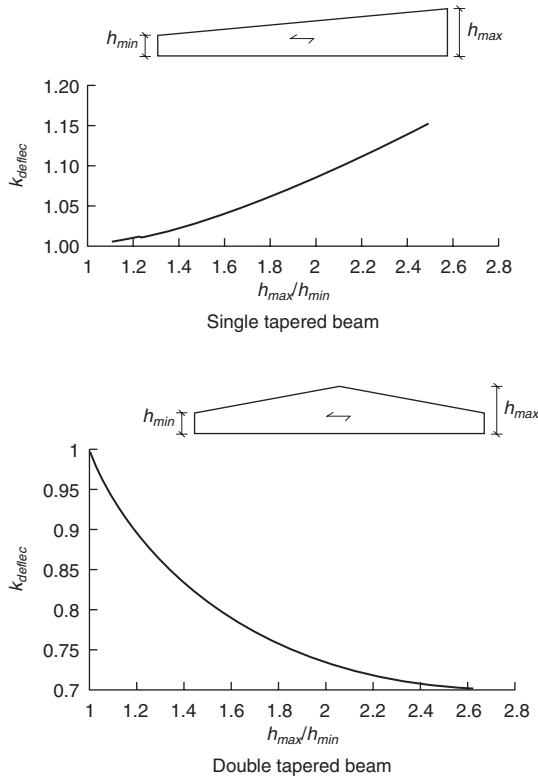 h_min
h_max
1.20
1.15
1.10
1.05
1.00
k_deflec
1 1.2 1.4 1.6 1.8 2 2.2 2.4 2.6 2.8
h_max/h_min
Single tapered beam
h_min
h_max
1
0.95
0.9
0.85
0.8
0.75
0.7
k_deflec
1 1.2 1.4 1.6 1.8 2 2.2 2.4 2.6 2.8
h_max/h_min
Double tapered beam